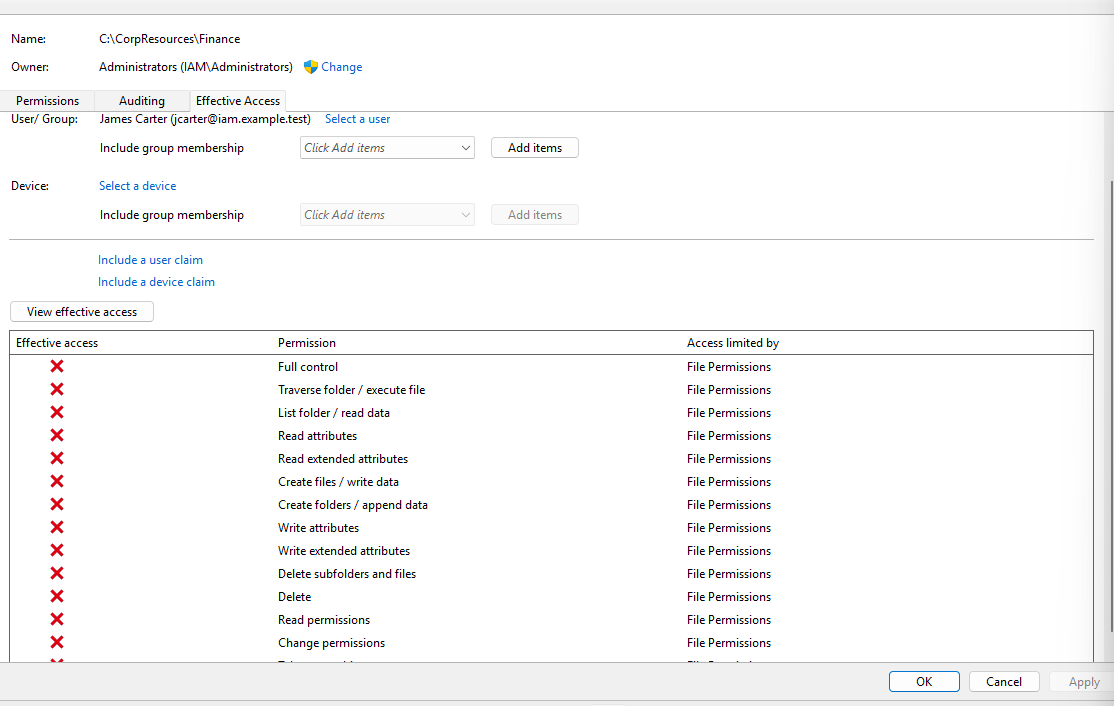 Name: C:\CorpResources\Finance
Owner: Administrators (IAM\Administrators) Change
Permissions Auditing Effective Access
User/ Group: James Carter (jcarter@iam.example.test) Select a user
Include group membership Click Add items Add items
Device: Select a device
Include group membership Click Add items Add items
Include a user claim
Include a device claim
View effective access
Effective access Permission Access limited by
Full control File Permissions
Traverse folder / execute file File Permissions
List folder / read data File Permissions
Read attributes File Permissions
Read extended attributes File Permissions
Create files / write data File Permissions
Create folders / append data File Permissions
Write attributes File Permissions
Write extended attributes File Permissions
Delete subfolders and files File Permissions
Delete File Permissions
Read permissions File Permissions
Change permissions File Permissions
OK Cancel Apply